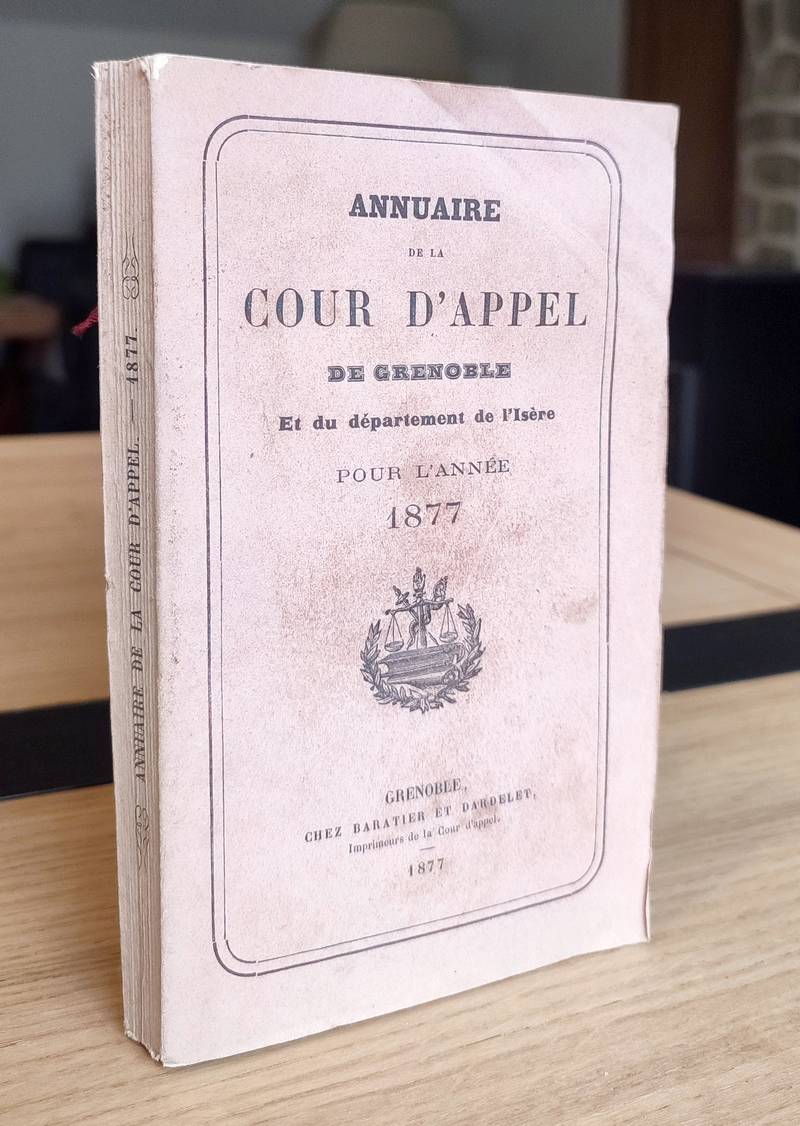 ANNUAIRE
DE LA
COUR D'APPEL
DE GRENOBLE
Et du département de l'Isère
POUR L'ANNÉE
1877
GRENOBLE,
CHEZ BARATIER ET DARDELET,
Imprimeurs de la Cour d'appel.
1877
ANNUAIRE DE LA COUR D'APPEL. — 1877.